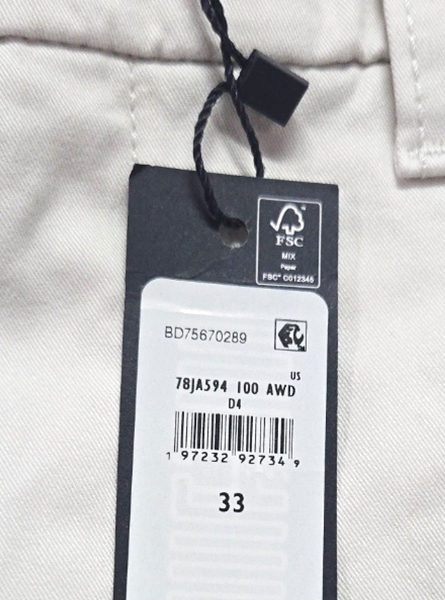 FSC
MIX
Paper
FSC® C012345
BD75670289
US
78JA594 100 AWD
D4
1 97232 92734 9
33